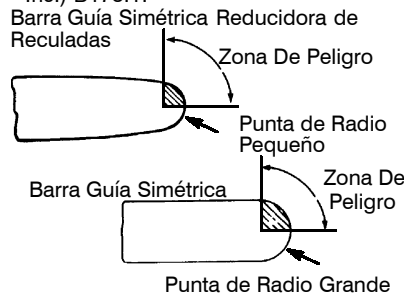 Barra Guía Simétrica Reducidora de
Reculadas
Zona De Peligro
Punta de Radio
Pequeño
Barra Guía Simétrica
Zona De
Peligro
Punta de Radio Grande